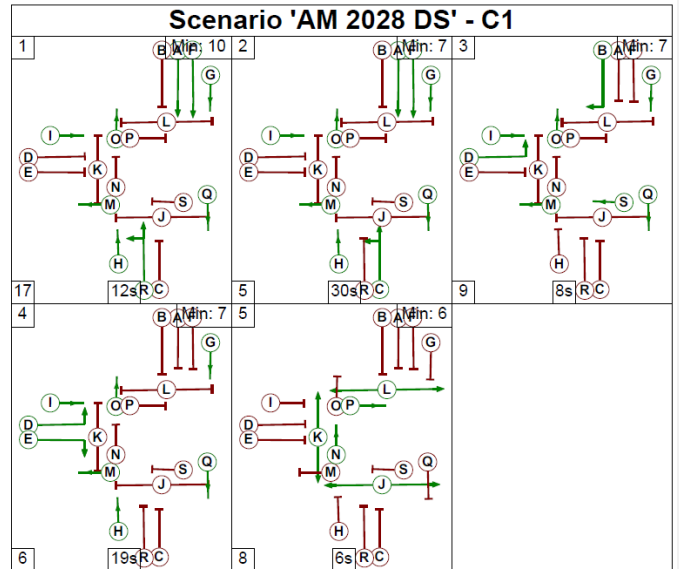 Scenario 'AM 2028 DS' - C1
1
B A F Min: 10
G
I L
O P
D
K
E
N Q
M S
J
H
17 12s R C
2
B A F Min: 7
G
I L
O P
D
K
E
N Q
M S
J
H
5 30s R C
3
B A F Min: 7
G
I L
O P
D
K
E
N Q
M S
J
H
9 8s R C
4
B A F Min: 7
G
L
I O P
D
K
E
N Q
M S
J
H
6 19s R C
5
B A F Min: 6
G
L
I O P
D
K
E
N Q
M S
J
H
8 6s R C